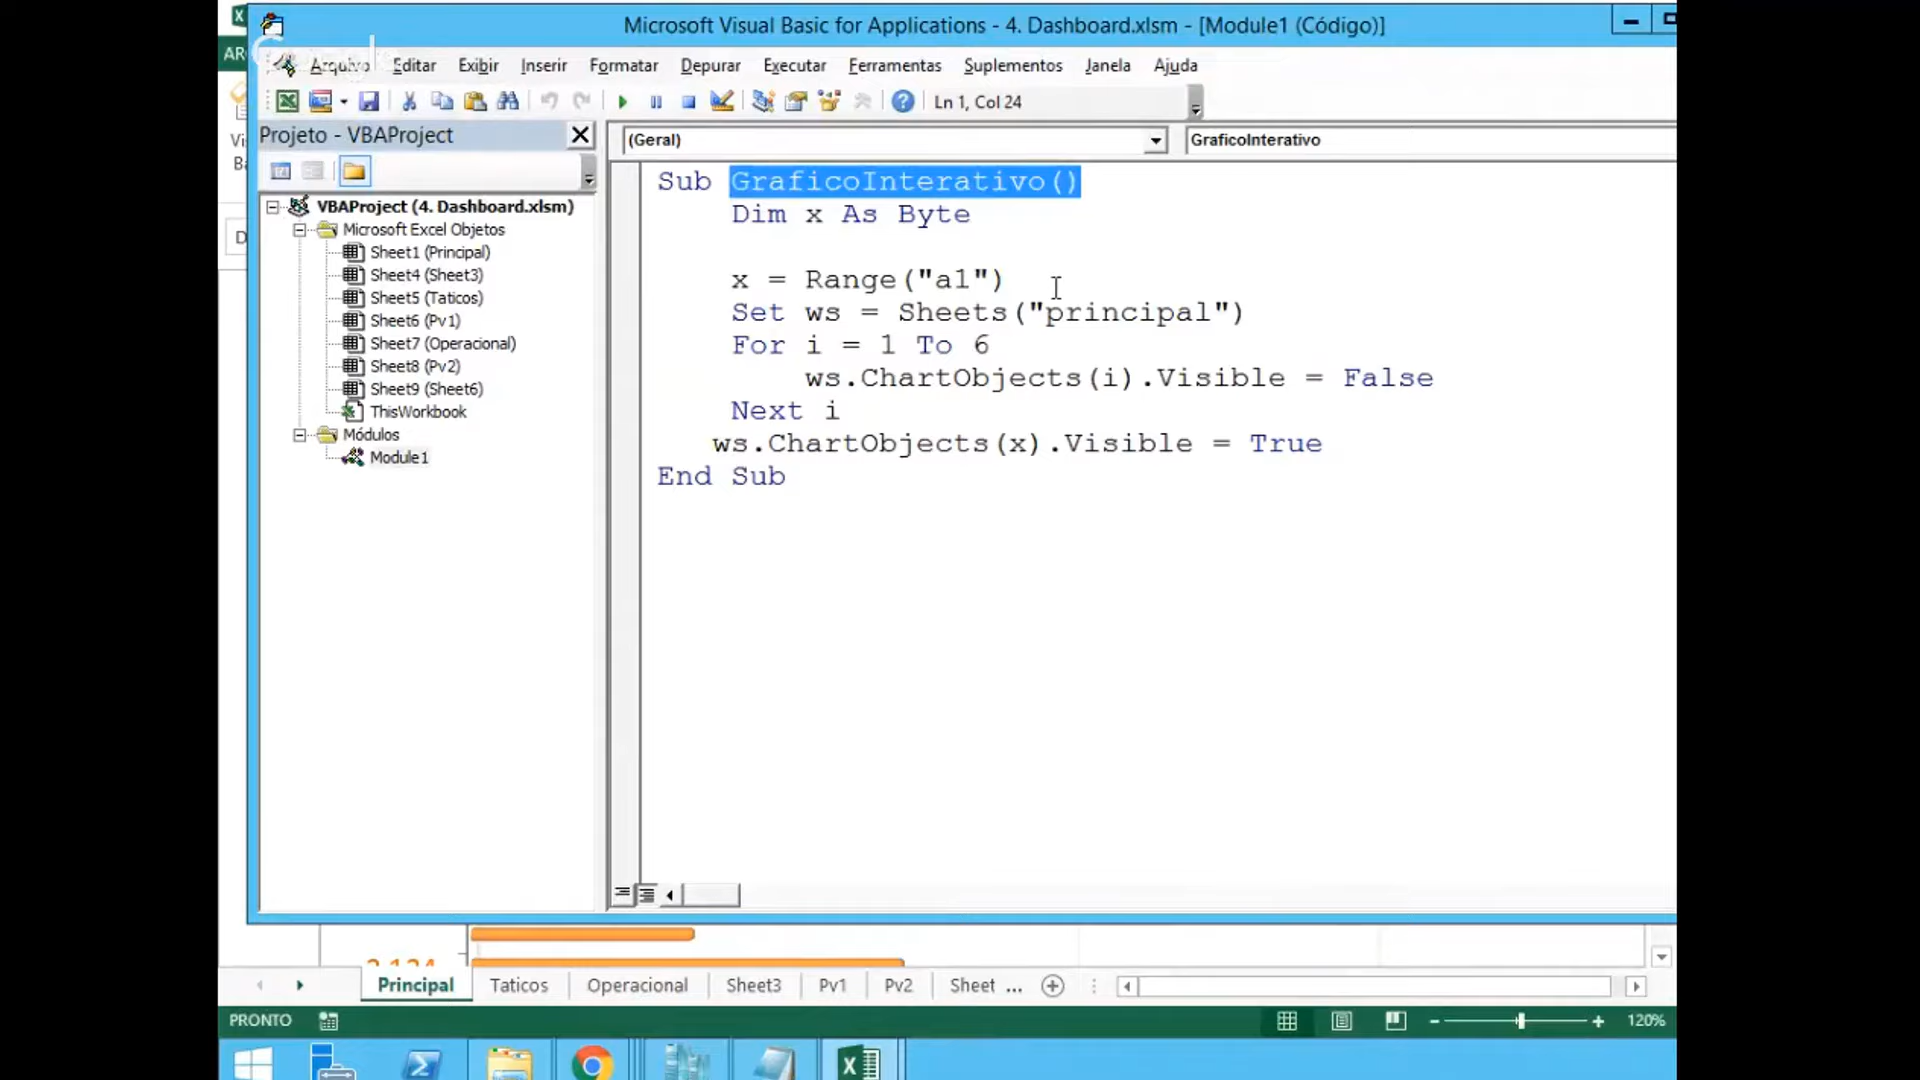 Microsoft Visual Basic for Applications - 4. Dashboard.xlsm - [Module1 (Código)]
Google
Arquivo Editar Exibir Inserir Formatar Depurar Executar Ferramentas Suplementos Janela Ajuda
Ln 1, Col 24
Projeto - VBAProject
(Geral)
GraficoInterativo
VBAProject (4. Dashboard.xlsm)
Microsoft Excel Objetos
Sheet1 (Principal)
Sheet4 (Sheet3)
Sheet5 (Taticos)
Sheet6 (Pv1)
Sheet7 (Operacional)
Sheet8 (Pv2)
Sheet9 (Sheet6)
ThisWorkbook
Módulos
Module1
Sub GraficoInterativo()
Dim x As Byte
x = Range("a1")
Set ws = Sheets("principal")
For i = 1 To 6
ws.ChartObjects(i).Visible = False
Next i
ws.ChartObjects(x).Visible = True
End Sub
Principal Taticos Operacional Sheet3 Pv1 Pv2 Sheet ...
PRONTO
120%